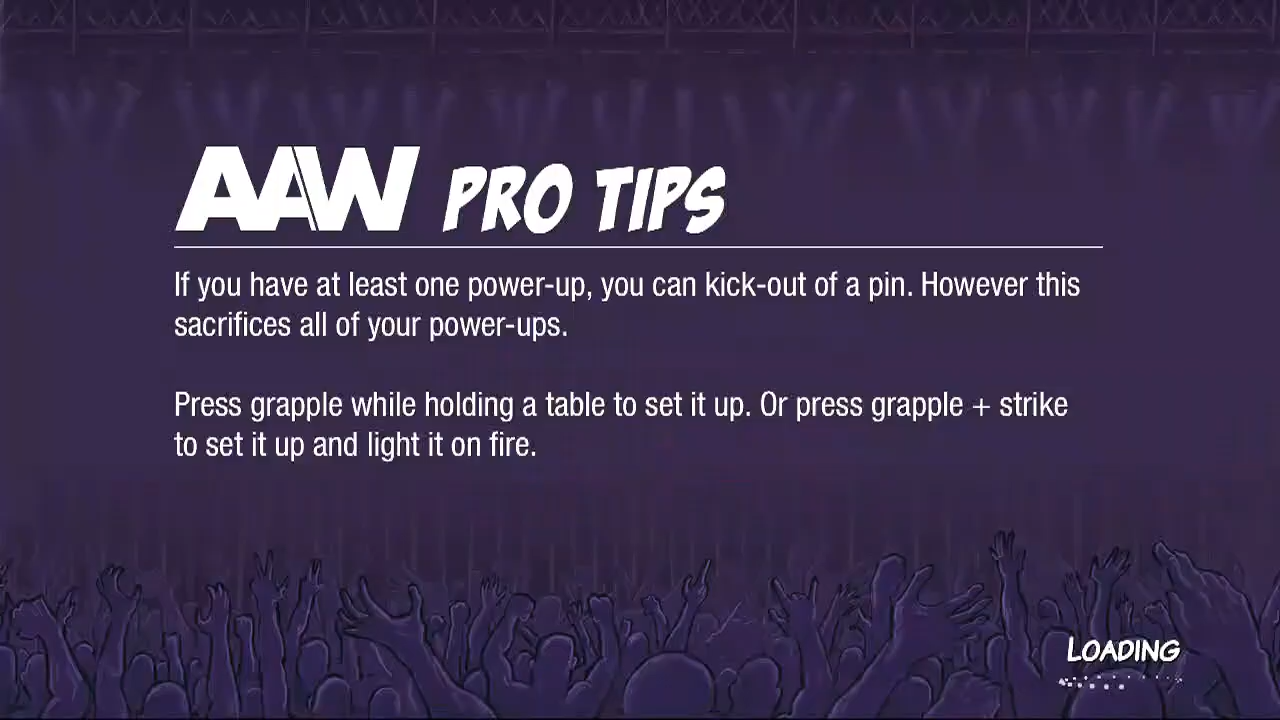 AAW PRO TIPS
If you have at least one power-up, you can kick-out of a pin. However this
sacrifices all of your power-ups.
Press grapple while holding a table to set it up. Or press grapple + strike
to set it up and light it on fire.
LOADING